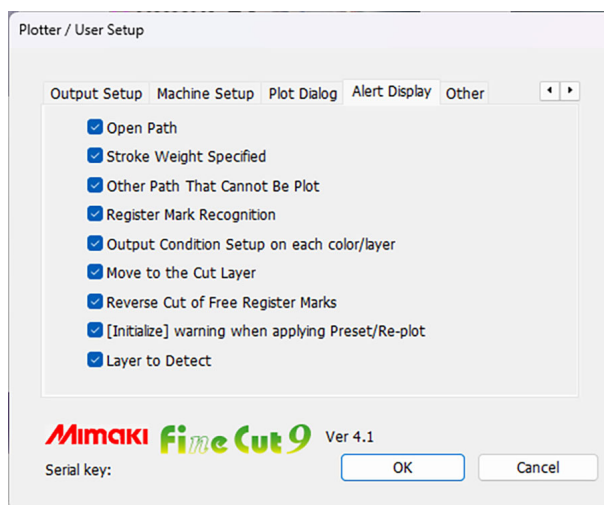 Plotter / User Setup
Output Setup Machine Setup Plot Dialog Alert Display Other
Open Path
Stroke Weight Specified
Other Path That Cannot Be Plot
Register Mark Recognition
Output Condition Setup on each color/layer
Move to the Cut Layer
Reverse Cut of Free Register Marks
[Initialize] warning when applying Preset/Re-plot
Layer to Detect
Mimaki Fine Cut 9 Ver 4.1
Serial key: OK Cancel